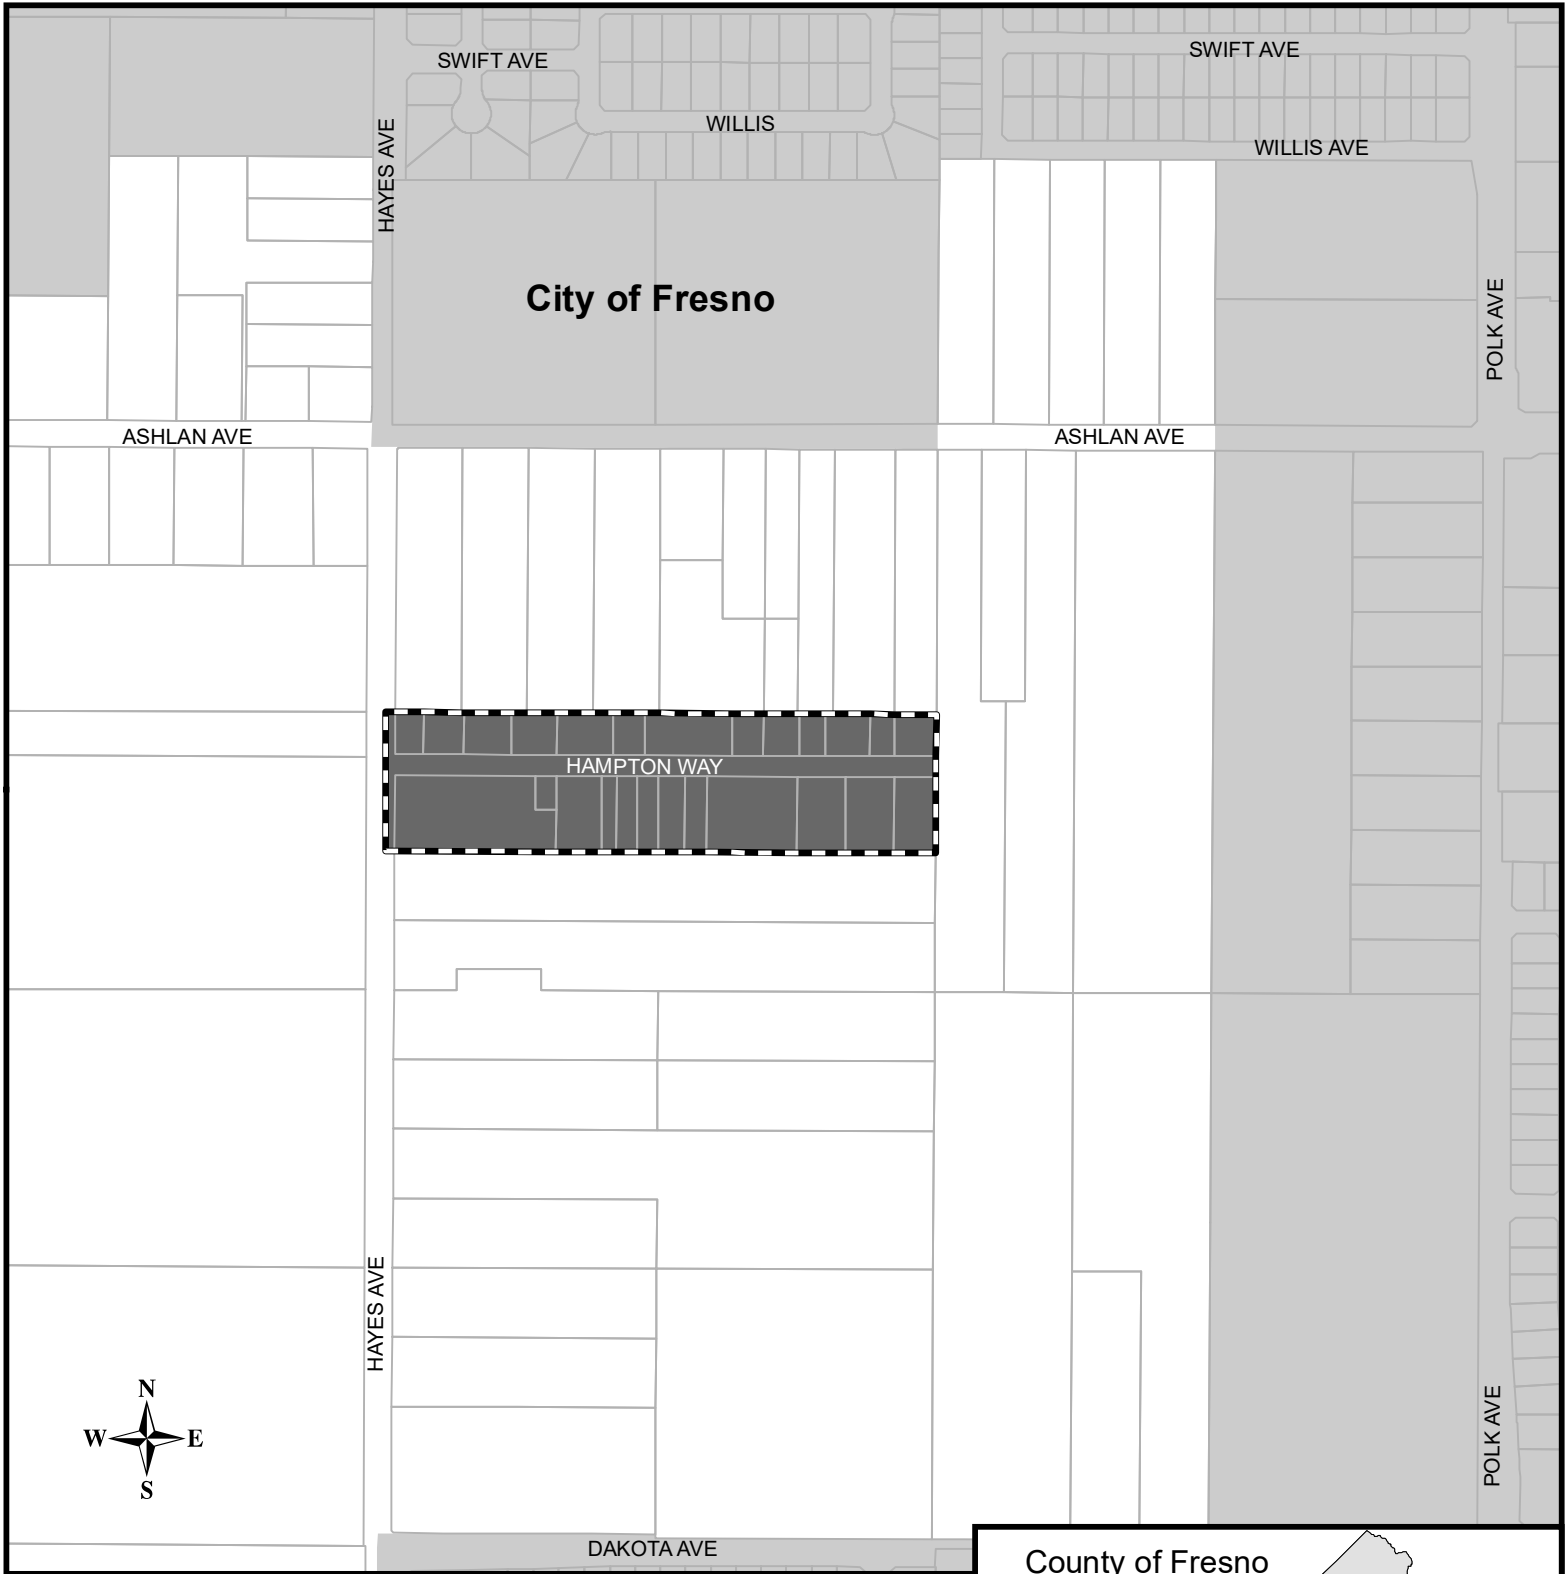 SWIFT AVE
SWIFT AVE
WILLIS
WILLIS AVE
HAYES AVE
City of Fresno
POLK AVE
ASHLAN AVE
ASHLAN AVE
HAMPTON WAY
HAYES AVE
N
W E
S
POLK AVE
DAKOTA AVE
County of Fresno